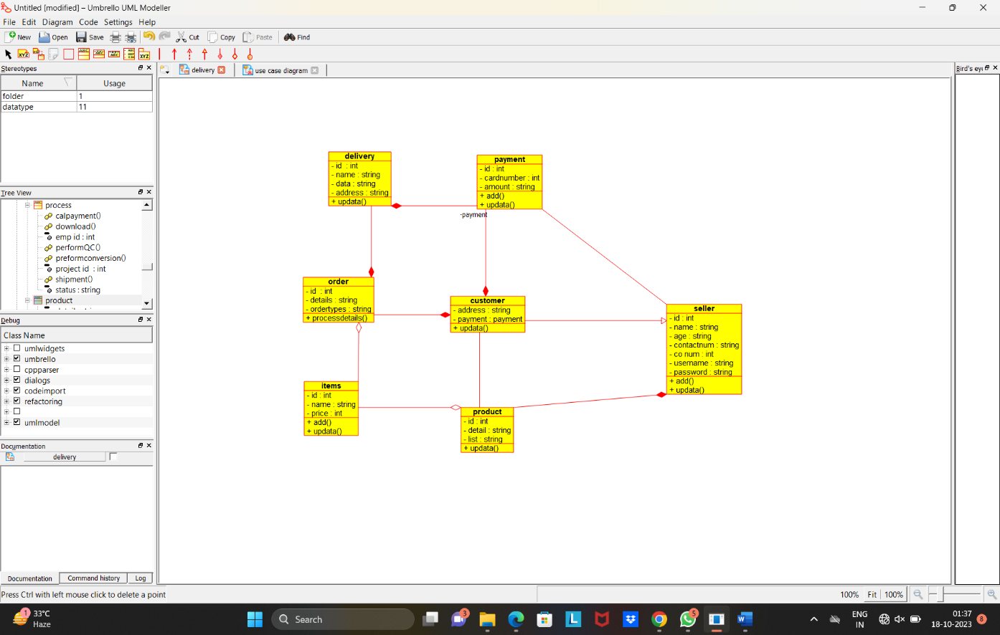 Untitled [modified] – Umbrello UML Modeller
File Edit Diagram Code Settings Help
New Open Save Cut Copy Paste Find
Stereotypes
Name Usage
folder 1
datatype 11
Tree View
process
calpayment()
download()
emp id : int
performQC()
preformconversion()
project id : int
shipment()
status : string
product
Debug
Class Name
umlwidgets
umbrello
cppparser
dialogs
codeimport
refactoring
umlmodel
Documentation
delivery
Documentation Command history Log
Press Ctrl with left mouse click to delete a point
delivery use case diagram
Bird's eye
delivery
- id : int
- name : string
- data : string
- address : string
+ updata()
payment
- id : int
- cardnumber : int
- amount : string
+ add()
+ updata()
-payment
order
- id : int
- details : string
- ordertypes : string
+ processdetails()
customer
- address : string
- payment : payment
+ updata()
seller
- id : int
- name : string
- age : string
- contactnum : string
- co num : int
- username : string
- password : string
+ add()
+ updata()
items
- id : int
- name : string
- price : int
+ add()
+ updata()
product
- id : int
- detail : string
- list : string
+ updata()
100% Fit 100%
1 33°C
Haze
Search
3
5
ENG
IN
01:37
18-10-2023
8